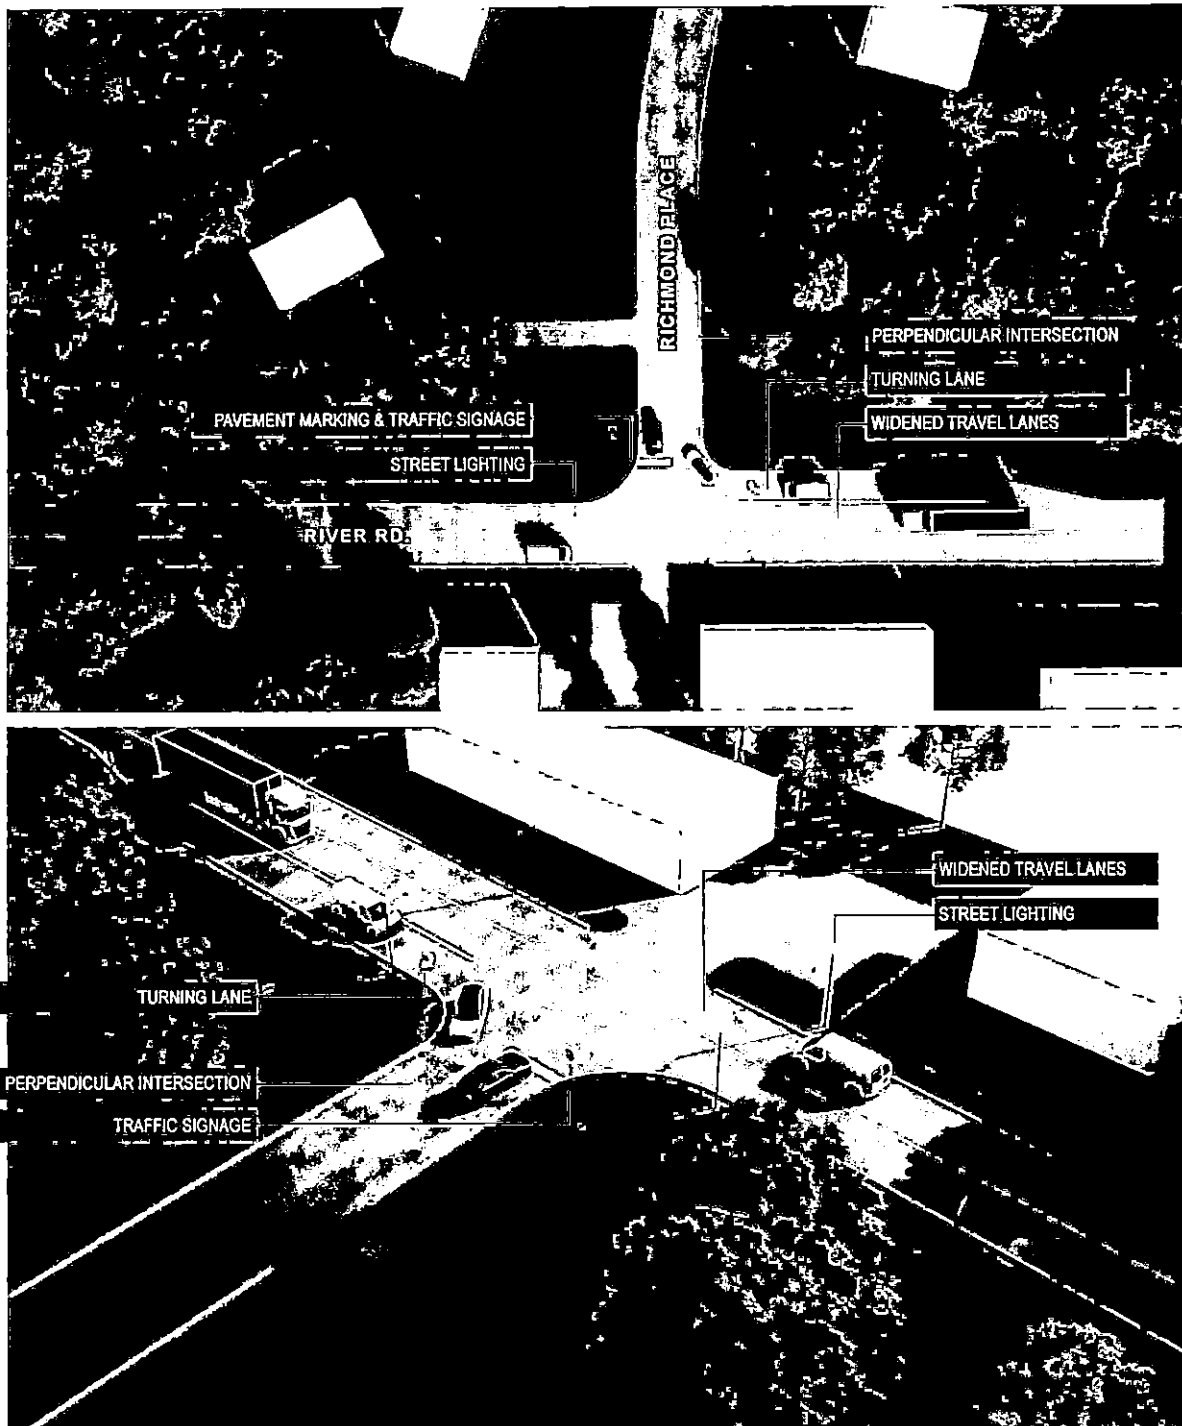 RICHMOND PLACE
PERPENDICULAR INTERSECTION
TURNING LANE
PAVEMENT MARKING & TRAFFIC SIGNAGE
WIDENED TRAVEL LANES
STREET LIGHTING
RIVER RD.
WIDENED TRAVEL LANES
STREET LIGHTING
TURNING LANE
PERPENDICULAR INTERSECTION
TRAFFIC SIGNAGE